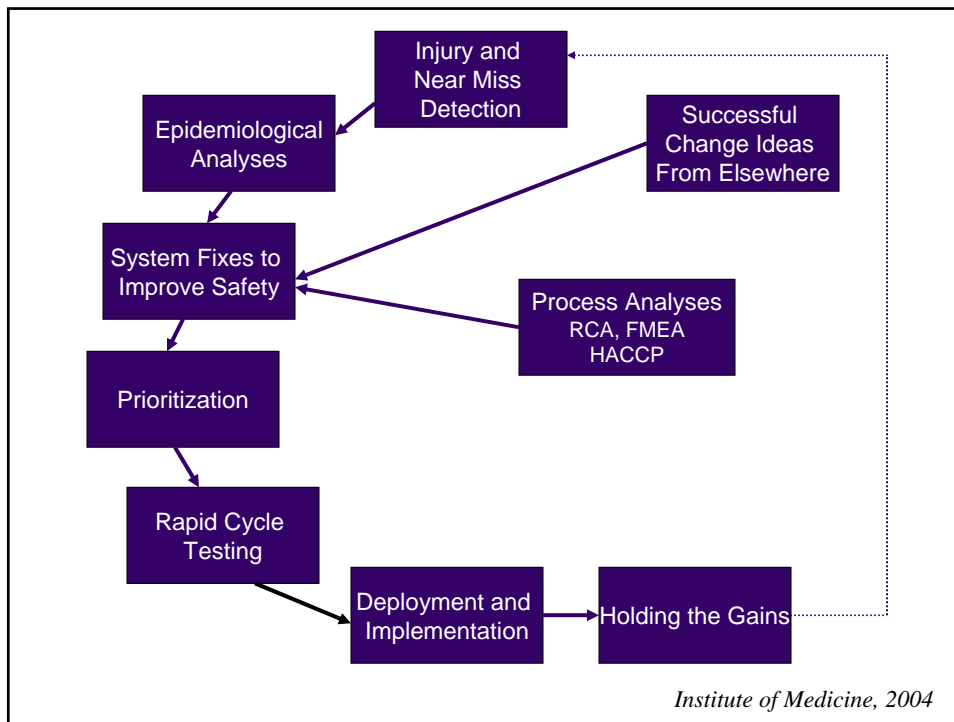 Injury and
Near Miss
Detection
Epidemiological
Analyses
Successful
Change Ideas
From Elsewhere
System Fixes to
Improve Safety
Process Analyses
RCA, FMEA
HACCP
Prioritization
Rapid Cycle
Testing
Deployment and
Implementation
Holding the Gains
Institute of Medicine, 2004